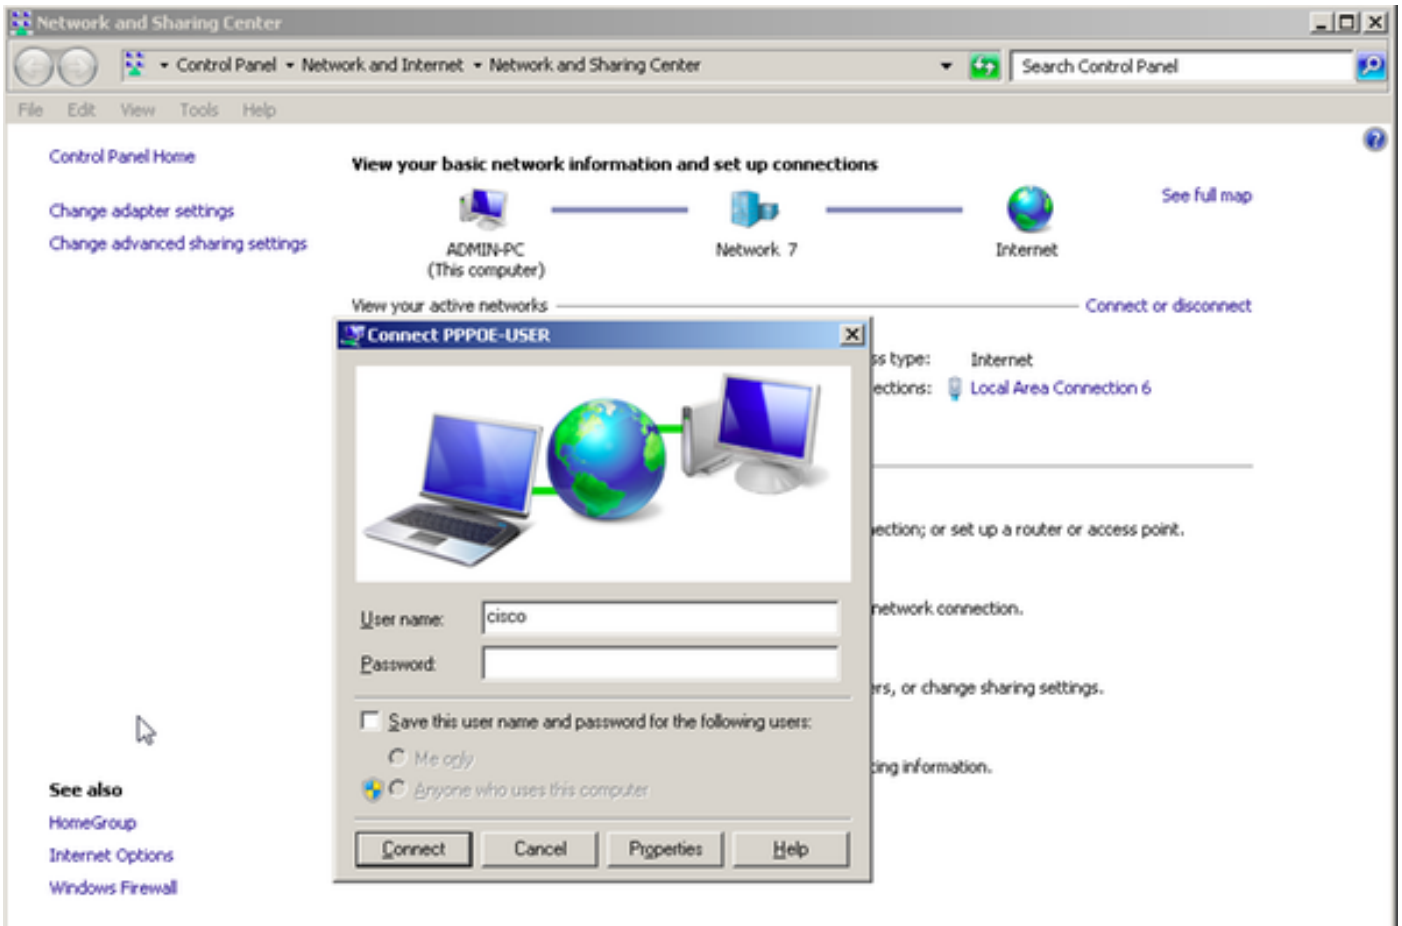 Network and Sharing Center
Control Panel Network and Internet Network and Sharing Center
Search Control Panel
File Edit View Tools Help
Control Panel Home
Change adapter settings
Change advanced sharing settings
See also
HomeGroup
Internet Options
Windows Firewall
View your basic network information and set up connections
See full map
ADMIN-PC
(This computer)
Network 7
Internet
View your active networks
Connect or disconnect
ss type: Internet
ections: Local Area Connection 6
ection; or set up a router or access point.
network connection.
ers, or change sharing settings.
ting information.
Connect PPPOE-USER
User name: cisco
Password:
Save this user name and password for the following users:
Me only
Anyone who uses this computer
Connect Cancel Properties Help